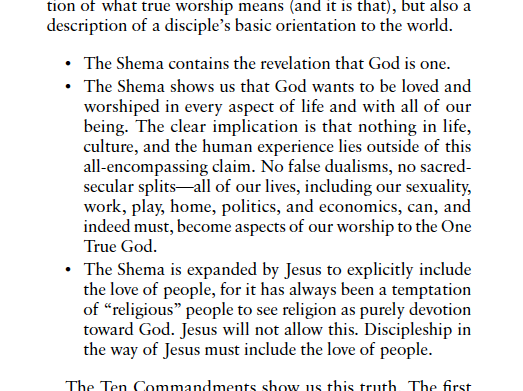 tion of what true worship means (and it is that), but also a
description of a disciple's basic orientation to the world.
• The Shema contains the revelation that God is one.
• The Shema shows us that God wants to be loved and
worshiped in every aspect of life and with all of our
being. The clear implication is that nothing in life,
culture, and the human experience lies outside of this
all-encompassing claim. No false dualisms, no sacred-
secular splits—all of our lives, including our sexuality,
work, play, home, politics, and economics, can, and
indeed must, become aspects of our worship to the One
True God.
• The Shema is expanded by Jesus to explicitly include
the love of people, for it has always been a temptation
of “religious” people to see religion as purely devotion
toward God. Jesus will not allow this. Discipleship in
the way of Jesus must include the love of people.
The Ten Commandments show us this truth. The first